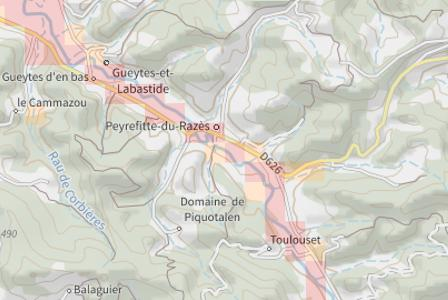 Gueytes d'en bas
Gueytes-et-
Labastide
le Cammazou
Peyrefitte-du-Razès
D626
Rau de Corbières
Domaine de
Piquotalen
490
Toulouset
Balaguier